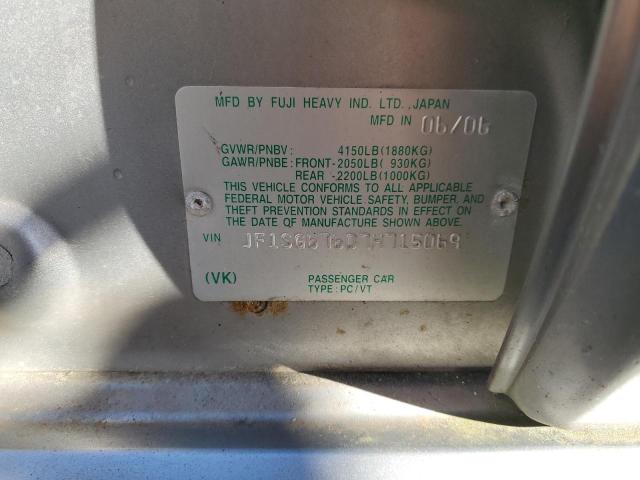 MFD BY FUJI HEAVY IND. LTD., JAPAN
MFD IN 06/06
GVWR/PNBV: 4150LB(1880KG)
GAWR/PNBE: FRONT-2050LB( 930KG)
REAR -2200LB(1000KG)
THIS VEHICLE CONFORMS TO ALL APPLICABLE
FEDERAL MOTOR VEHICLE SAFETY, BUMPER, AND
THEFT PREVENTION STANDARDS IN EFFECT ON
THE DATE OF MANUFACTURE SHOWN ABOVE.
VIN JF1SG67607H715069
(VK) PASSENGER CAR
TYPE: PC/VT